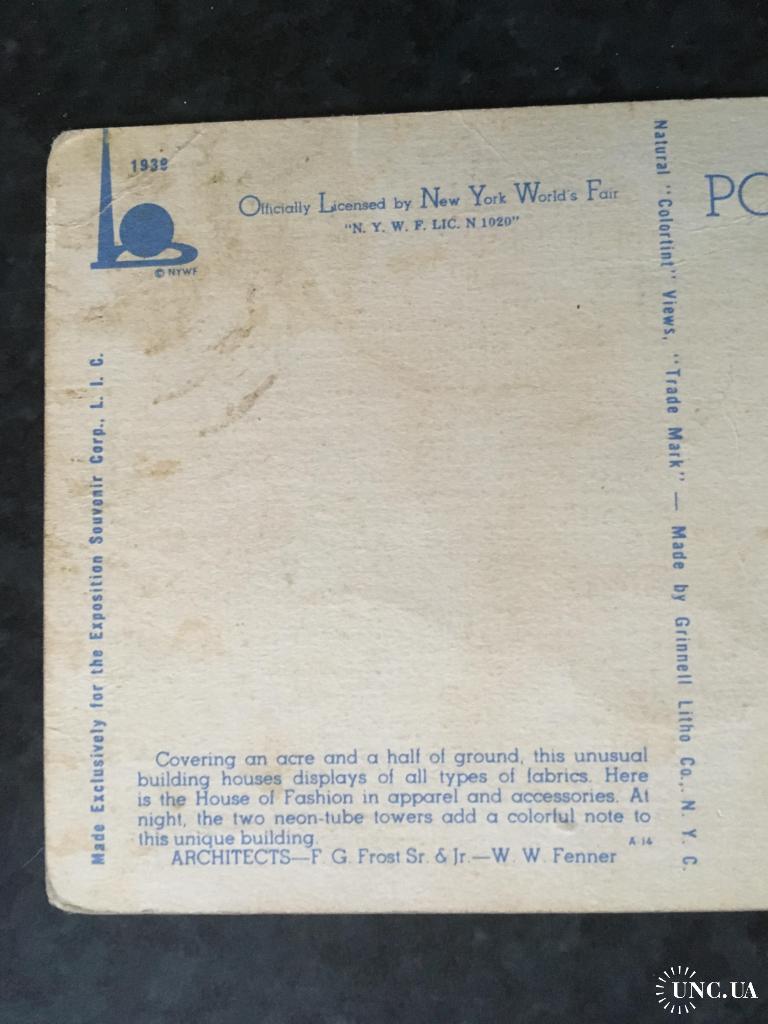 1939
© NYWF
Officially Licensed by New York World's Fair
"N. Y. W. F. LIC. N 1020"
PO
Made Exclusively for the Exposition Souvenir Corp., L. I. C.
Natural "Colortint" Views, "Trade Mark" — Made by Grinnell Litho Co., N. Y. C.
Covering an acre and a half of ground, this unusual
building houses displays of all types of fabrics. Here
is the House of Fashion in apparel and accessories. At
night, the two neon-tube towers add a colorful note to
this unique building.
A-14
ARCHITECTS—F. G. Frost Sr. & Jr.—W. W. Fenner
UNC.UA